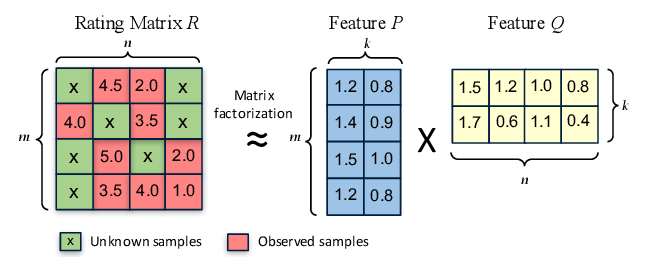 Rating Matrix R Feature P Feature Q
n
k
x 4.5 2.0 x
4.0 x 3.5 x
x 5.0 x 2.0
x 3.5 4.0 1.0
m
Matrix
factorization
≈
m
1.2 0.8
1.4 0.9
1.5 1.0
1.2 0.8
X
1.5 1.2 1.0 0.8
1.7 0.6 1.1 0.4
k
n
x Unknown samples Observed samples